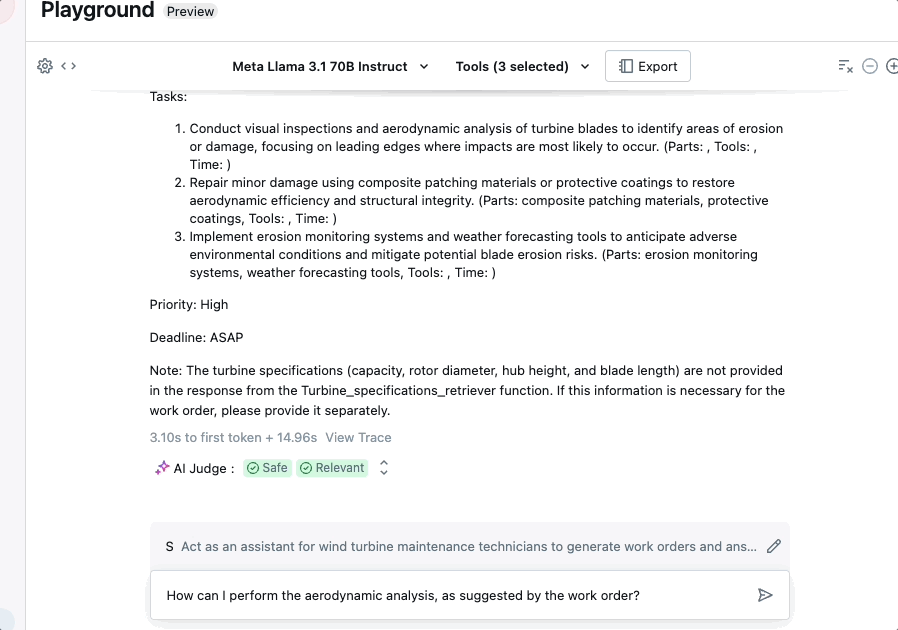 Playground Preview
Meta Llama 3.1 70B Instruct Tools (3 selected) Export
Tasks:
1. Conduct visual inspections and aerodynamic analysis of turbine blades to identify areas of erosion
or damage, focusing on leading edges where impacts are most likely to occur. (Parts: , Tools: ,
Time: )
2. Repair minor damage using composite patching materials or protective coatings to restore
aerodynamic efficiency and structural integrity. (Parts: composite patching materials, protective
coatings, Tools: , Time: )
3. Implement erosion monitoring systems and weather forecasting tools to anticipate adverse
environmental conditions and mitigate potential blade erosion risks. (Parts: erosion monitoring
systems, weather forecasting tools, Tools: , Time: )
Priority: High
Deadline: ASAP
Note: The turbine specifications (capacity, rotor diameter, hub height, and blade length) are not provided
in the response from the Turbine_specifications_retriever function. If this information is necessary for the
work order, please provide it separately.
3.10s to first token + 14.96s View Trace
AI Judge : Safe Relevant
S Act as an assistant for wind turbine maintenance technicians to generate work orders and ans...
How can I perform the aerodynamic analysis, as suggested by the work order?